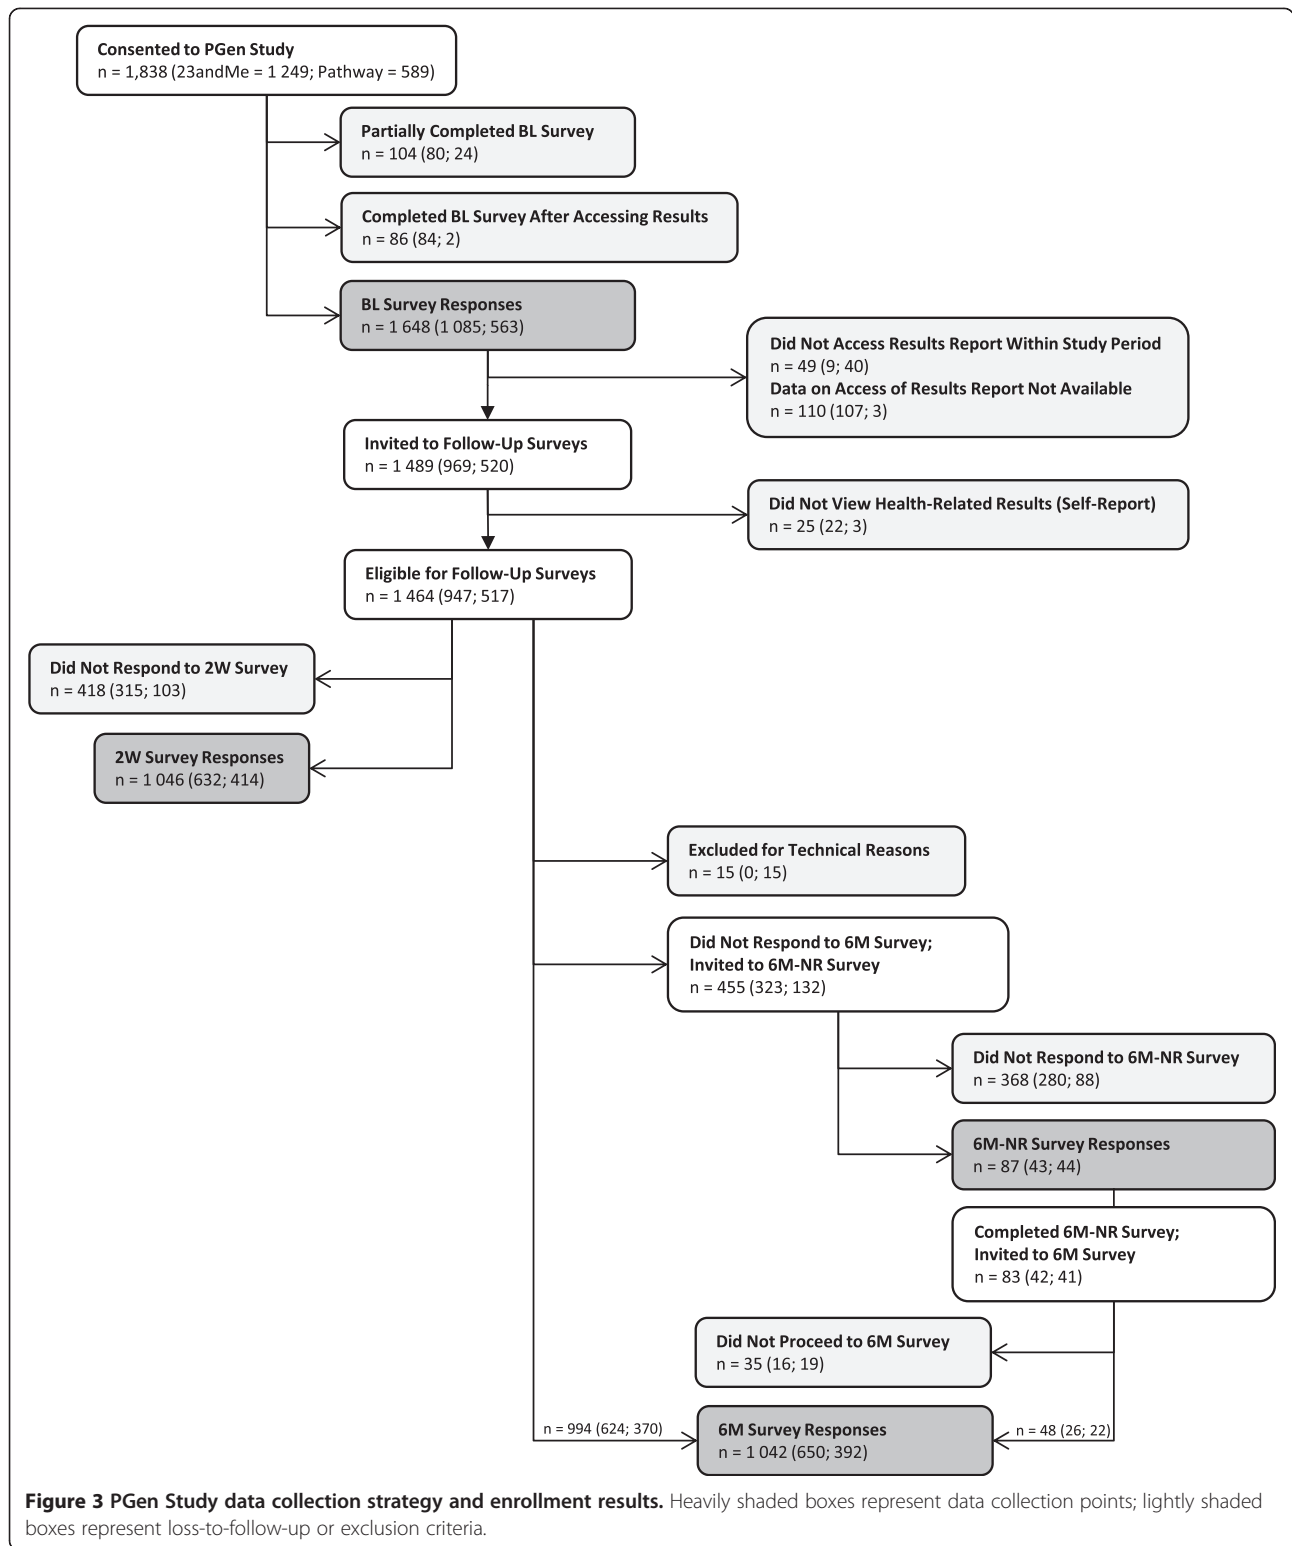 Consented to PGen Study
n = 1,838 (23andMe = 1 249; Pathway = 589)
Partially Completed BL Survey
n = 104 (80; 24)
Completed BL Survey After Accessing Results
n = 86 (84; 2)
BL Survey Responses
n = 1 648 (1 085; 563)
Did Not Access Results Report Within Study Period
n = 49 (9; 40)
Data on Access of Results Report Not Available
n = 110 (107; 3)
Invited to Follow-Up Surveys
n = 1 489 (969; 520)
Did Not View Health-Related Results (Self-Report)
n = 25 (22; 3)
Eligible for Follow-Up Surveys
n = 1 464 (947; 517)
Did Not Respond to 2W Survey
n = 418 (315; 103)
2W Survey Responses
n = 1 046 (632; 414)
Excluded for Technical Reasons
n = 15 (0; 15)
Did Not Respond to 6M Survey;
Invited to 6M-NR Survey
n = 455 (323; 132)
Did Not Respond to 6M-NR Survey
n = 368 (280; 88)
6M-NR Survey Responses
n = 87 (43; 44)
Completed 6M-NR Survey;
Invited to 6M Survey
n = 83 (42; 41)
Did Not Proceed to 6M Survey
n = 35 (16; 19)
n = 994 (624; 370)
6M Survey Responses
n = 1 042 (650; 392)
n = 48 (26; 22)
Figure 3 PGen Study data collection strategy and enrollment results. Heavily shaded boxes represent data collection points; lightly shaded
boxes represent loss-to-follow-up or exclusion criteria.